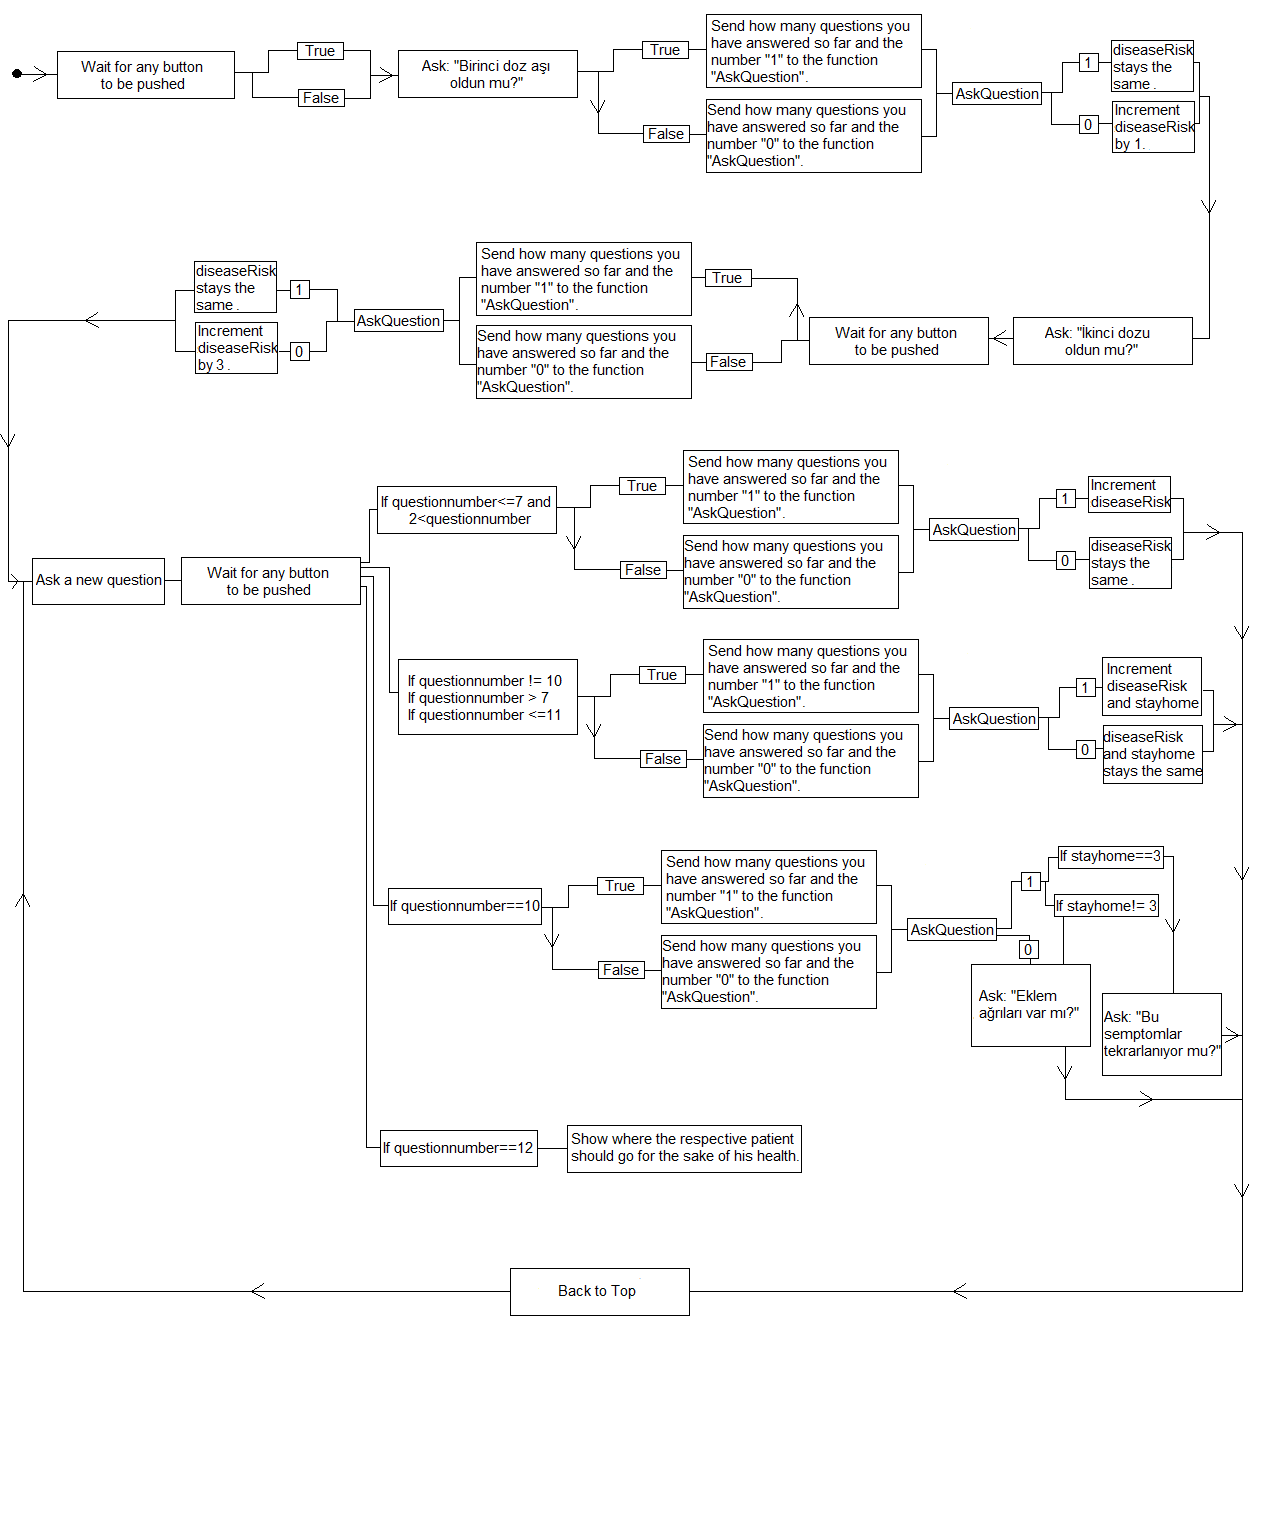 Wait for any button
to be pushed
True
False
Ask: "Birinci doz aşı
oldun mu?"
True
False
Send how many questions you
have answered so far and the
number "1" to the function
"AskQuestion".
Send how many questions you
have answered so far and the
number "0" to the function
"AskQuestion".
AskQuestion
1
0
diseaseRisk
stays the
same .
Increment
diseaseRisk
by 1.
Ask: "İkinci dozu
oldun mu?"
Wait for any button
to be pushed
True
False
Send how many questions you
have answered so far and the
number "1" to the function
"AskQuestion".
Send how many questions you
have answered so far and the
number "0" to the function
"AskQuestion".
AskQuestion
1
0
diseaseRisk
stays the
same .
Increment
diseaseRisk
by 3 .
Ask a new question
Wait for any button
to be pushed
If questionnumber<=7 and
2<questionnumber
True
False
Send how many questions you
have answered so far and the
number "1" to the function
"AskQuestion".
Send how many questions you
have answered so far and the
number "0" to the function
"AskQuestion".
AskQuestion
1
0
Increment
diseaseRisk
diseaseRisk
stays the
same .
If questionnumber != 10
If questionnumber > 7
If questionnumber <=11
True
False
Send how many questions you
have answered so far and the
number "1" to the function
"AskQuestion".
Send how many questions you
have answered so far and the
number "0" to the function
"AskQuestion".
AskQuestion
1
0
Increment
diseaseRisk
and stayhome
diseaseRisk
and stayhome
stays the same
If questionnumber==10
True
False
Send how many questions you
have answered so far and the
number "1" to the function
"AskQuestion".
Send how many questions you
have answered so far and the
number "0" to the function
"AskQuestion".
AskQuestion
1
0
If stayhome==3
If stayhome!= 3
Ask: "Eklem
ağrıları var mı?"
Ask: "Bu
semptomlar
tekrarlanıyor mu?"
If questionnumber==12
Show where the respective patient
should go for the sake of his health.
Back to Top